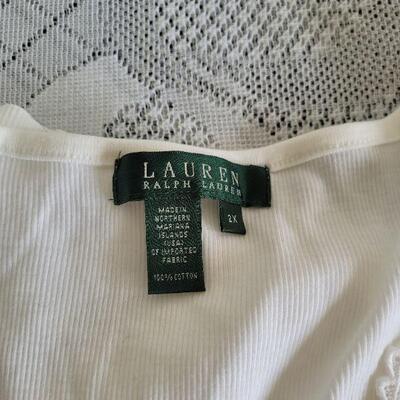 LAUREN
RALPH LAUREN
2X
MADE IN
NORTHERN
MARIANA
ISLANDS
(USA)
OF IMPORTED
FABRIC
100% COTTON